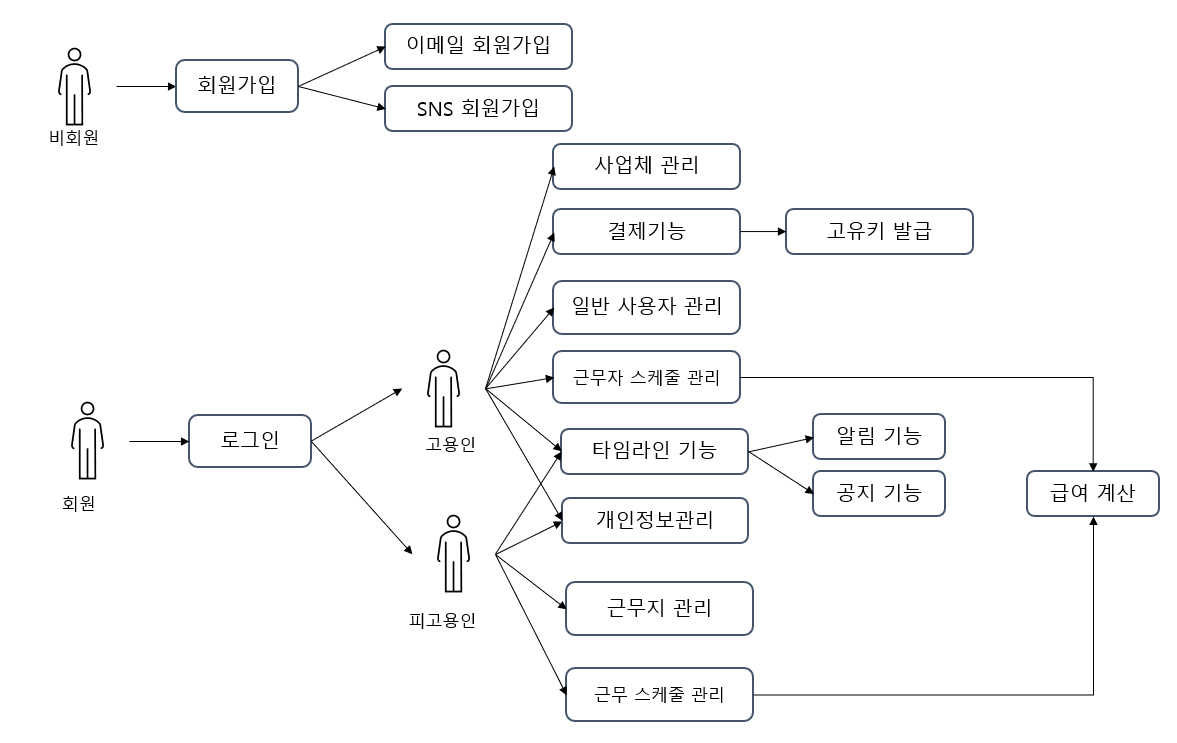 이메일 회원가입
회원가입
SNS 회원가입
비회원
사업체 관리
결제기능
고유키 발급
일반 사용자 관리
근무자 스케줄 관리
고용인
로그인
타임라인 기능
알림 기능
공지 기능
급여 계산
회원
개인정보관리
근무지 관리
피고용인
근무 스케줄 관리